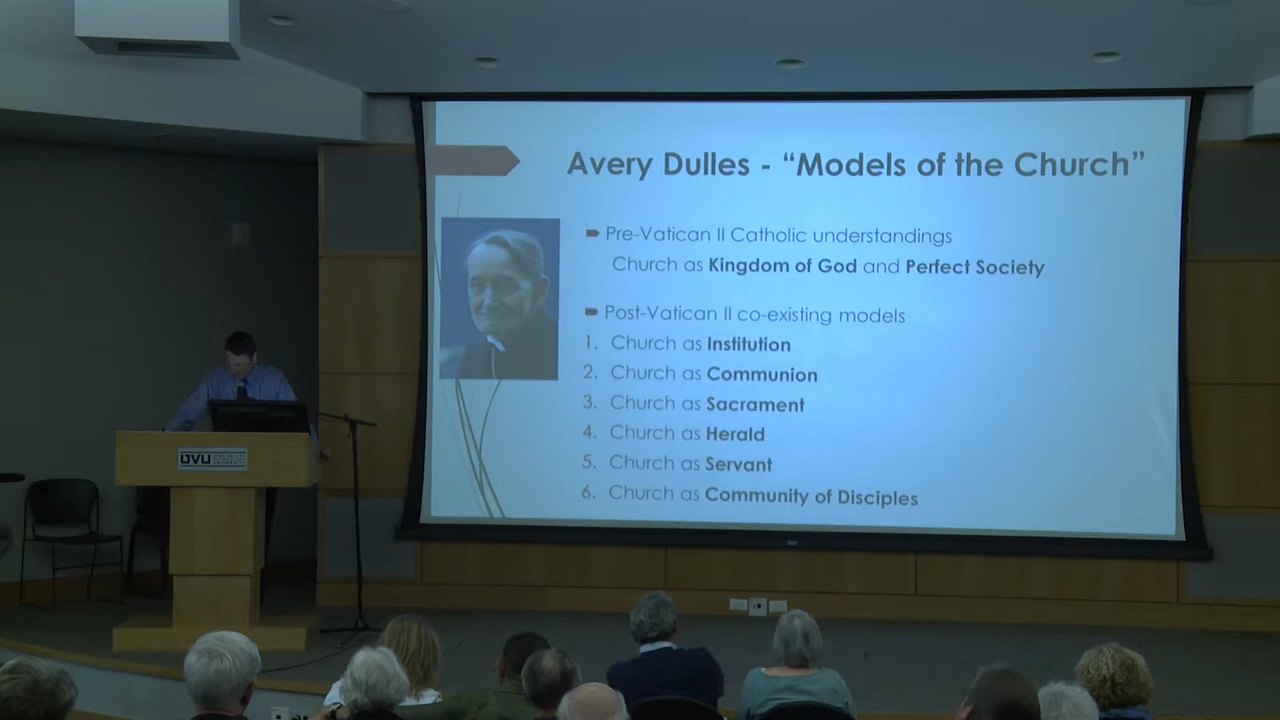 Avery Dulles - “Models of the Church”
Pre-Vatican II Catholic understandings
Church as Kingdom of God and Perfect Society
Post-Vatican II co-existing models
1. Church as Institution
2. Church as Communion
3. Church as Sacrament
4. Church as Herald
5. Church as Servant
6. Church as Community of Disciples
UVU